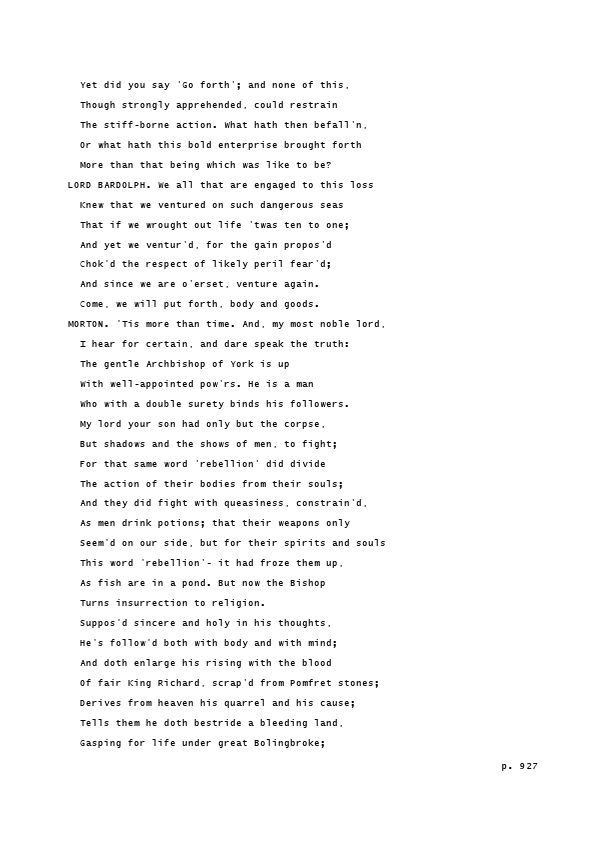 Yet did you say 'Go forth'; and none of this,
Though strongly apprehended, could restrain
The stiff-borne action. What hath then befall'n,
Or what hath this bold enterprise brought forth
More than that being which was like to be?
LORD BARDOLPH. We all that are engaged to this loss
Knew that we ventured on such dangerous seas
That if we wrought out life 'twas ten to one;
And yet we ventur'd, for the gain propos'd
Chok'd the respect of likely peril fear'd;
And since we are o'erset, venture again.
Come, we will put forth, body and goods.
MORTON. 'Tis more than time. And, my most noble lord,
I hear for certain, and dare speak the truth:
The gentle Archbishop of York is up
With well-appointed pow'rs. He is a man
Who with a double surety binds his followers.
My lord your son had only but the corpse,
But shadows and the shows of men, to fight;
For that same word 'rebellion' did divide
The action of their bodies from their souls;
And they did fight with queasiness, constrain'd,
As men drink potions; that their weapons only
Seem'd on our side, but for their spirits and souls
This word 'rebellion'- it had froze them up,
As fish are in a pond. But now the Bishop
Turns insurrection to religion.
Suppos'd sincere and holy in his thoughts,
He's follow'd both with body and with mind;
And doth enlarge his rising with the blood
Of fair King Richard, scrap'd from Pomfret stones;
Derives from heaven his quarrel and his cause;
Tells them he doth bestride a bleeding land,
Gasping for life under great Bolingbroke;
p. 927